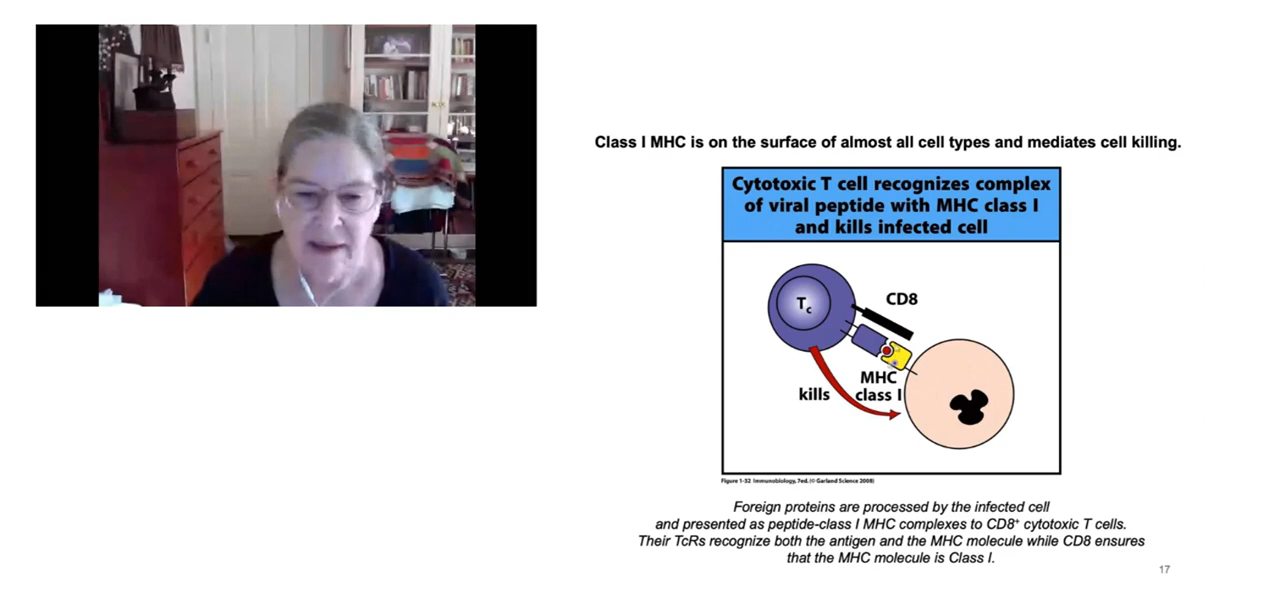 Class I MHC is on the surface of almost all cell types and mediates cell killing.
Cytotoxic T cell recognizes complex
of viral peptide with MHC class I
and kills infected cell
Tc
CD8
MHC
class I
kills
Figure 1-32 Immunobiology, 7ed. (© Garland Science 2008)
Foreign proteins are processed by the infected cell
and presented as peptide-class I MHC complexes to CD8⁺ cytotoxic T cells.
Their TcRs recognize both the antigen and the MHC molecule while CD8 ensures
that the MHC molecule is Class I.
17